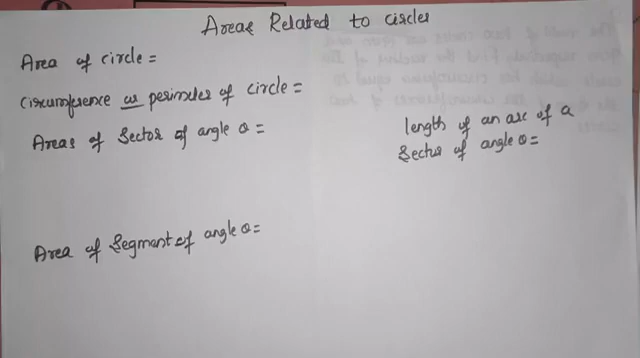 Areas Related to circles
Area of circle =
Circumference or perimeter of circle =
Areas of Sector of angle θ =
length of an arc of a
Sector of angle θ=
Area of Segment of angle θ=